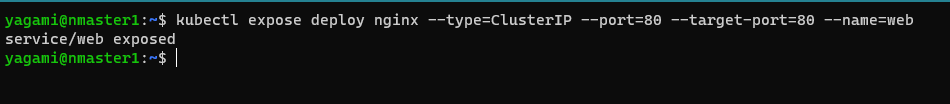 yagami@nmaster1:~$ kubectl expose deploy nginx --type=ClusterIP --port=80 --target-port=80 --name=web
service/web exposed
yagami@nmaster1:~$